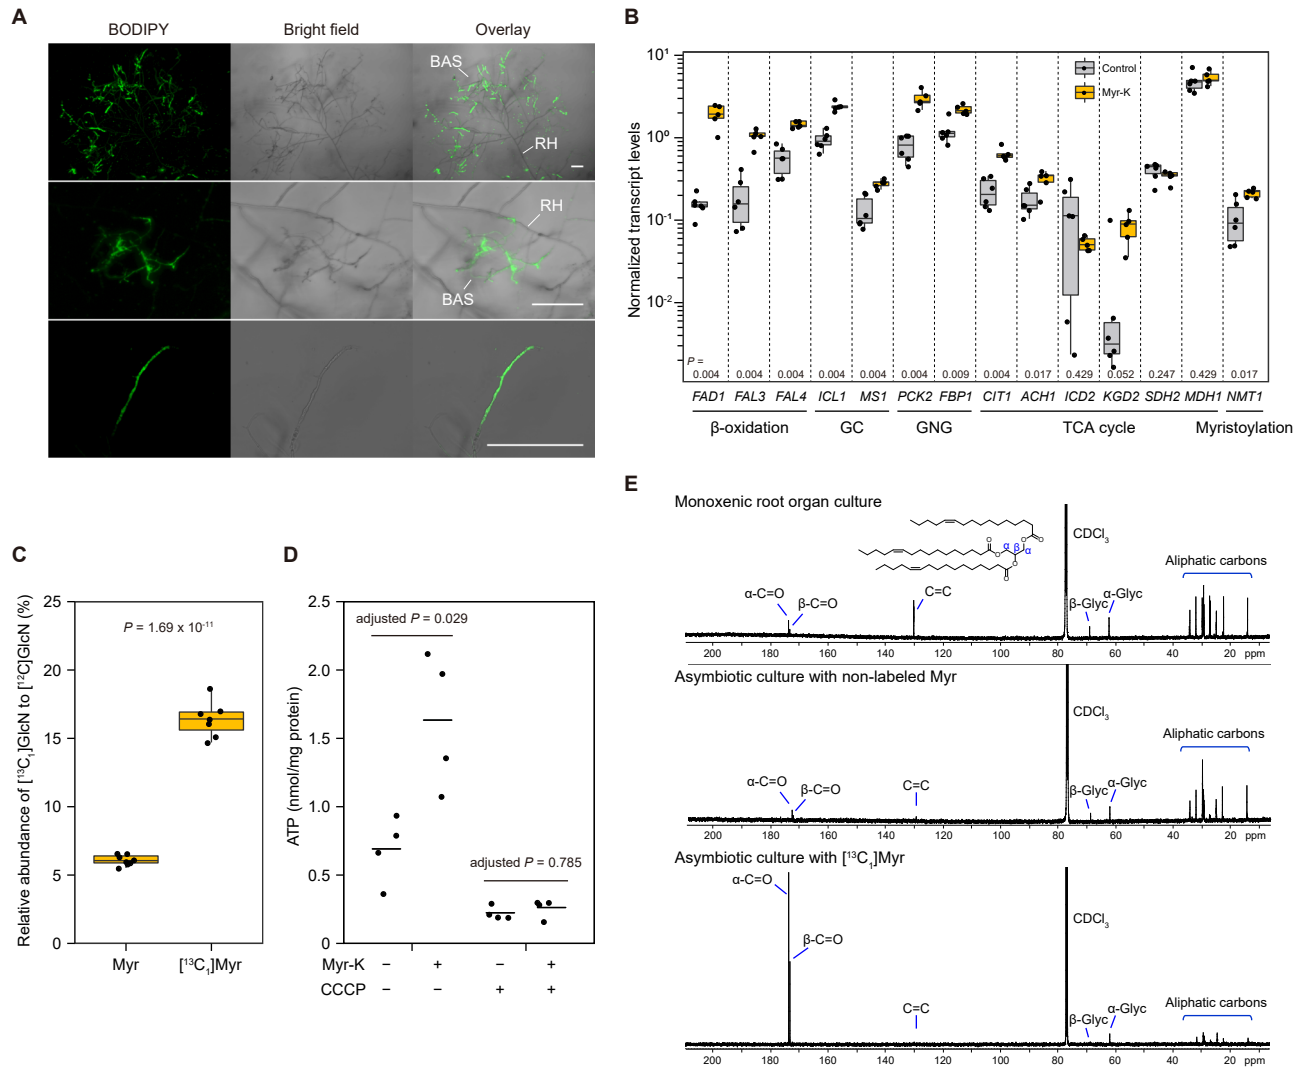 A
BODIPY
Bright field
Overlay
BAS
RH
RH
BAS
B
Normalized transcript levels
10¹
10⁰
10⁻¹
10⁻²
Control
Myr-K
P =
0.004 0.004 0.004 0.004 0.004 0.004 0.009 0.004 0.017 0.429 0.052 0.247 0.429 0.017
FAD1 FAL3 FAL4 ICL1 MS1 PCK2 FBP1 CIT1 ACH1 ICD2 KGD2 SDH2 MDH1 NMT1
β-oxidation GC GNG TCA cycle Myristoylation
C
Relative abundance of [¹³C₁]GlcN to [¹²C]GlcN (%)
25
20
15
10
5
0
P = 1.69 x 10⁻¹¹
Myr [¹³C₁]Myr
D
ATP (nmol/mg protein)
2.5
2.0
1.5
1.0
0.5
0
adjusted P = 0.029
adjusted P = 0.785
Myr-K − + − +
CCCP − − + +
E
Monoxenic root organ culture
O
O
α β α
O
O
O
O
CDCl₃
Aliphatic carbons
α-C=O
β-C=O
C=C
β-Glyc
α-Glyc
200 180 160 140 120 100 80 60 40 20 ppm
Asymbiotic culture with non-labeled Myr
CDCl₃
Aliphatic carbons
α-C=O
β-C=O
C=C
β-Glyc
α-Glyc
200 180 160 140 120 100 80 60 40 20 ppm
Asymbiotic culture with [¹³C₁]Myr
α-C=O
β-C=O
CDCl₃
C=C
Aliphatic carbons
β-Glyc
α-Glyc
200 180 160 140 120 100 80 60 40 20 ppm